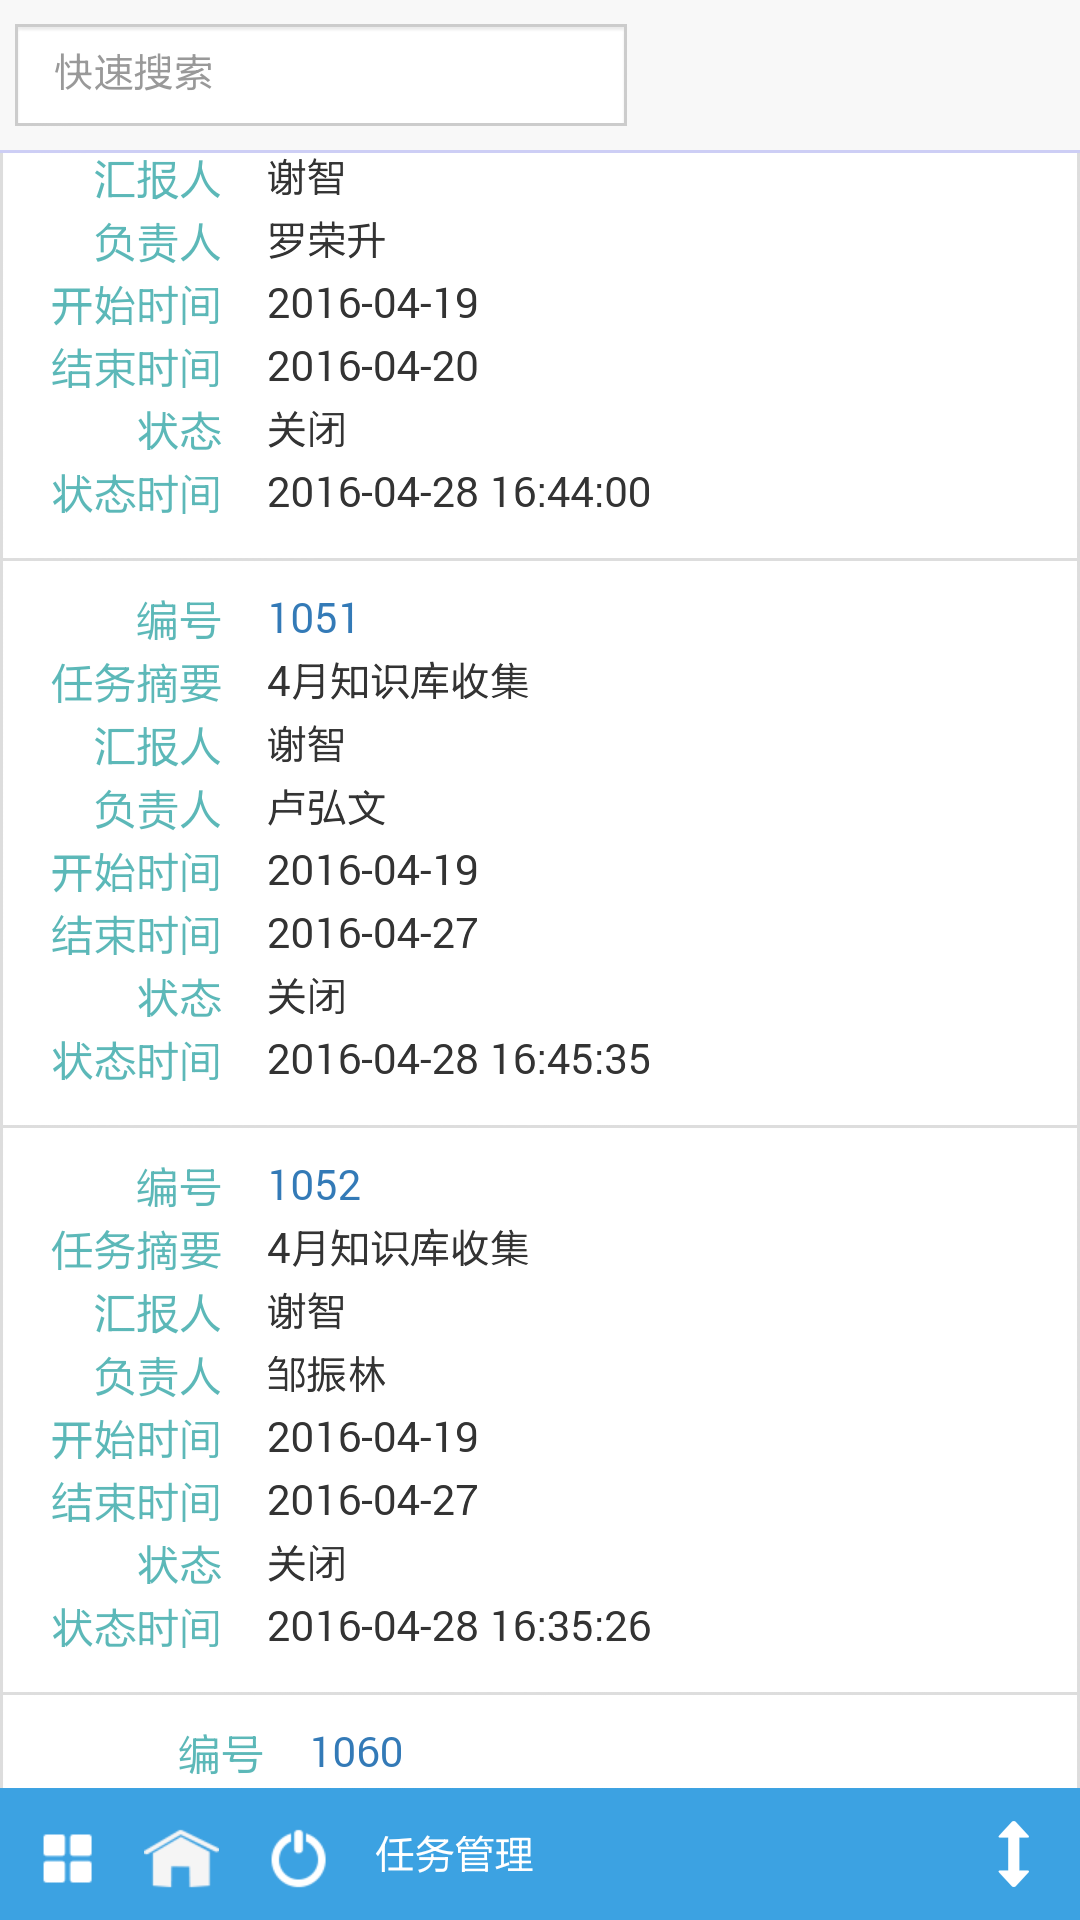 快速搜索
汇报人 谢智
负责人 罗荣升
开始时间 2016-04-19
结束时间 2016-04-20
状态 关闭
状态时间 2016-04-28 16:44:00
编号 1051
任务摘要 4月知识库收集
汇报人 谢智
负责人 卢弘文
开始时间 2016-04-19
结束时间 2016-04-27
状态 关闭
状态时间 2016-04-28 16:45:35
编号 1052
任务摘要 4月知识库收集
汇报人 谢智
负责人 邹振林
开始时间 2016-04-19
结束时间 2016-04-27
状态 关闭
状态时间 2016-04-28 16:35:26
编号 1060
任务管理